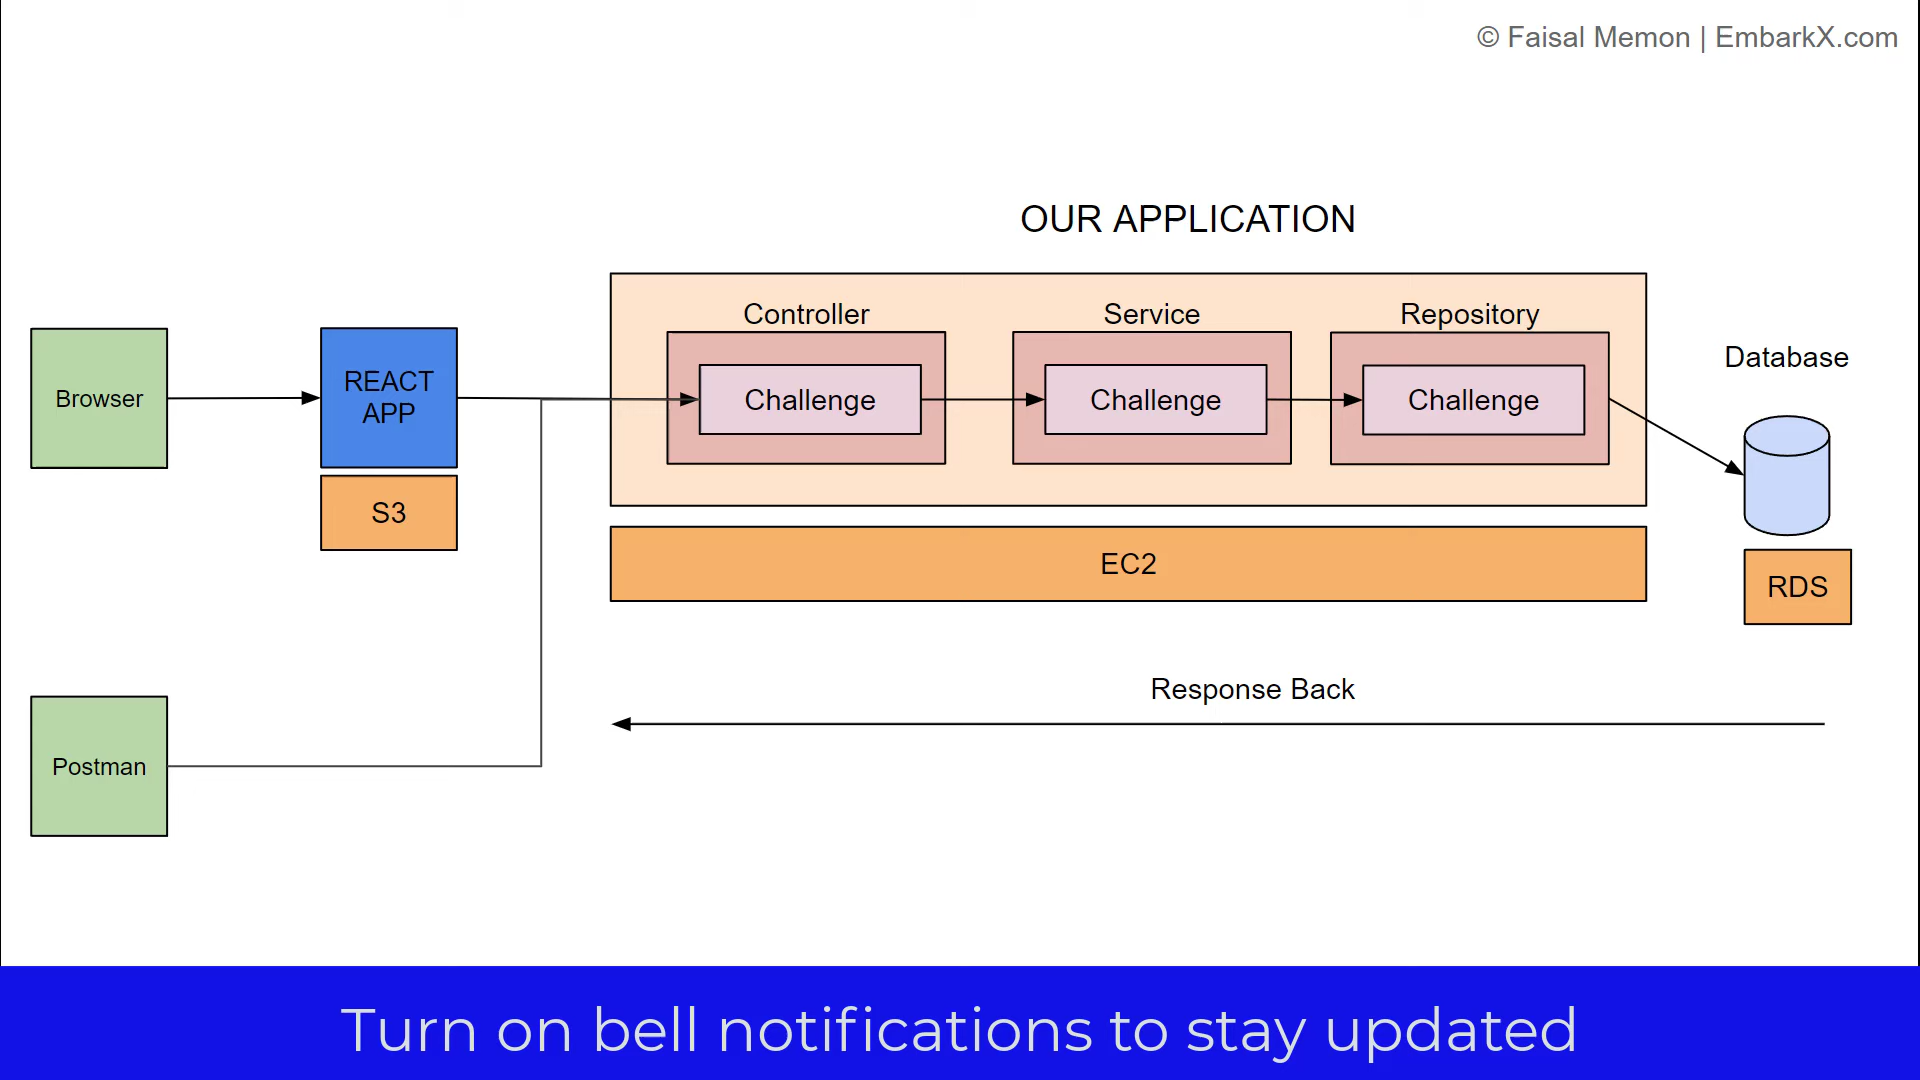 © Faisal Memon | EmbarkX.com
OUR APPLICATION
Controller
Service
Repository
Database
Browser
REACT
APP
Challenge
Challenge
Challenge
S3
EC2
RDS
Response Back
Postman
Turn on bell notifications to stay updated